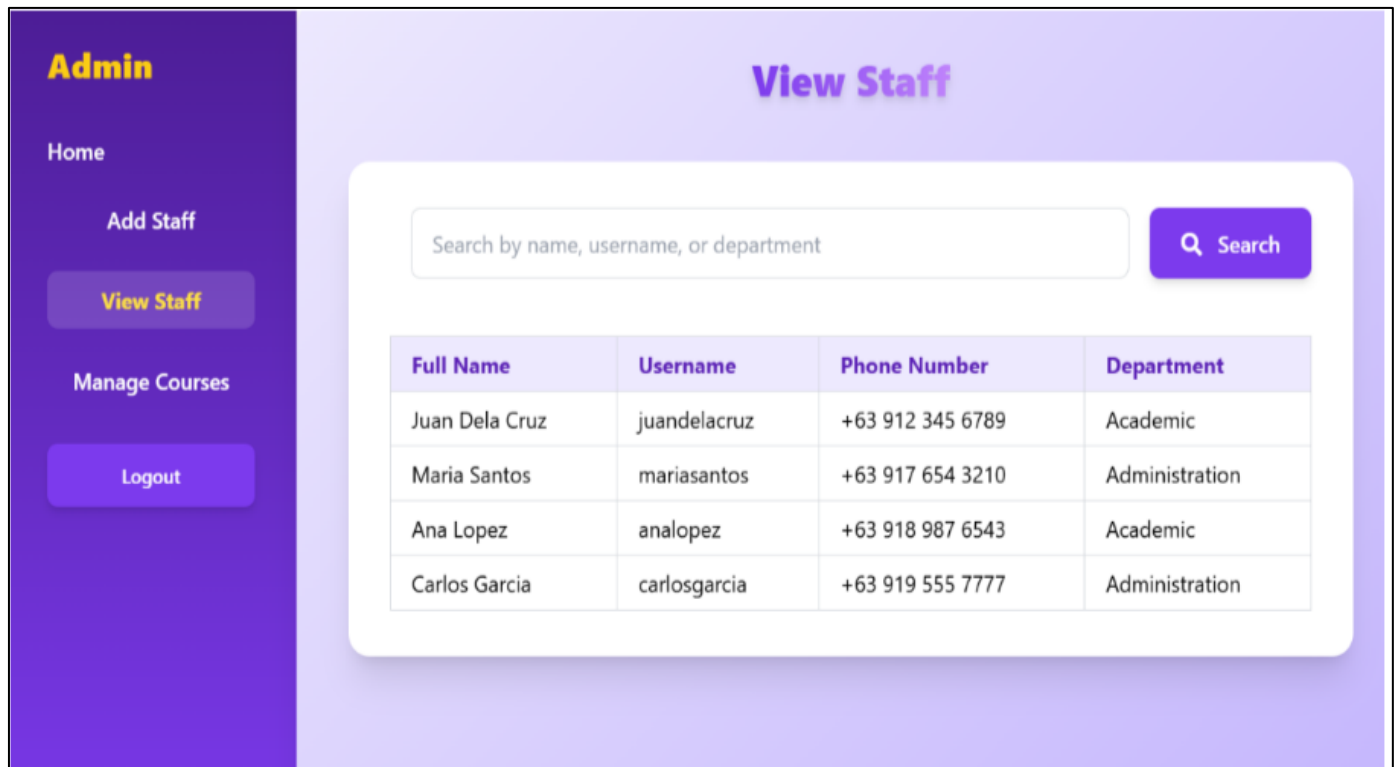 Admin
Home
Add Staff
View Staff
Manage Courses
Logout
View Staff
Search by name, username, or department
Search
Full Name Username Phone Number Department
Juan Dela Cruz juandelacruz +63 912 345 6789 Academic
Maria Santos mariasantos +63 917 654 3210 Administration
Ana Lopez analopez +63 918 987 6543 Academic
Carlos Garcia carlosgarcia +63 919 555 7777 Administration